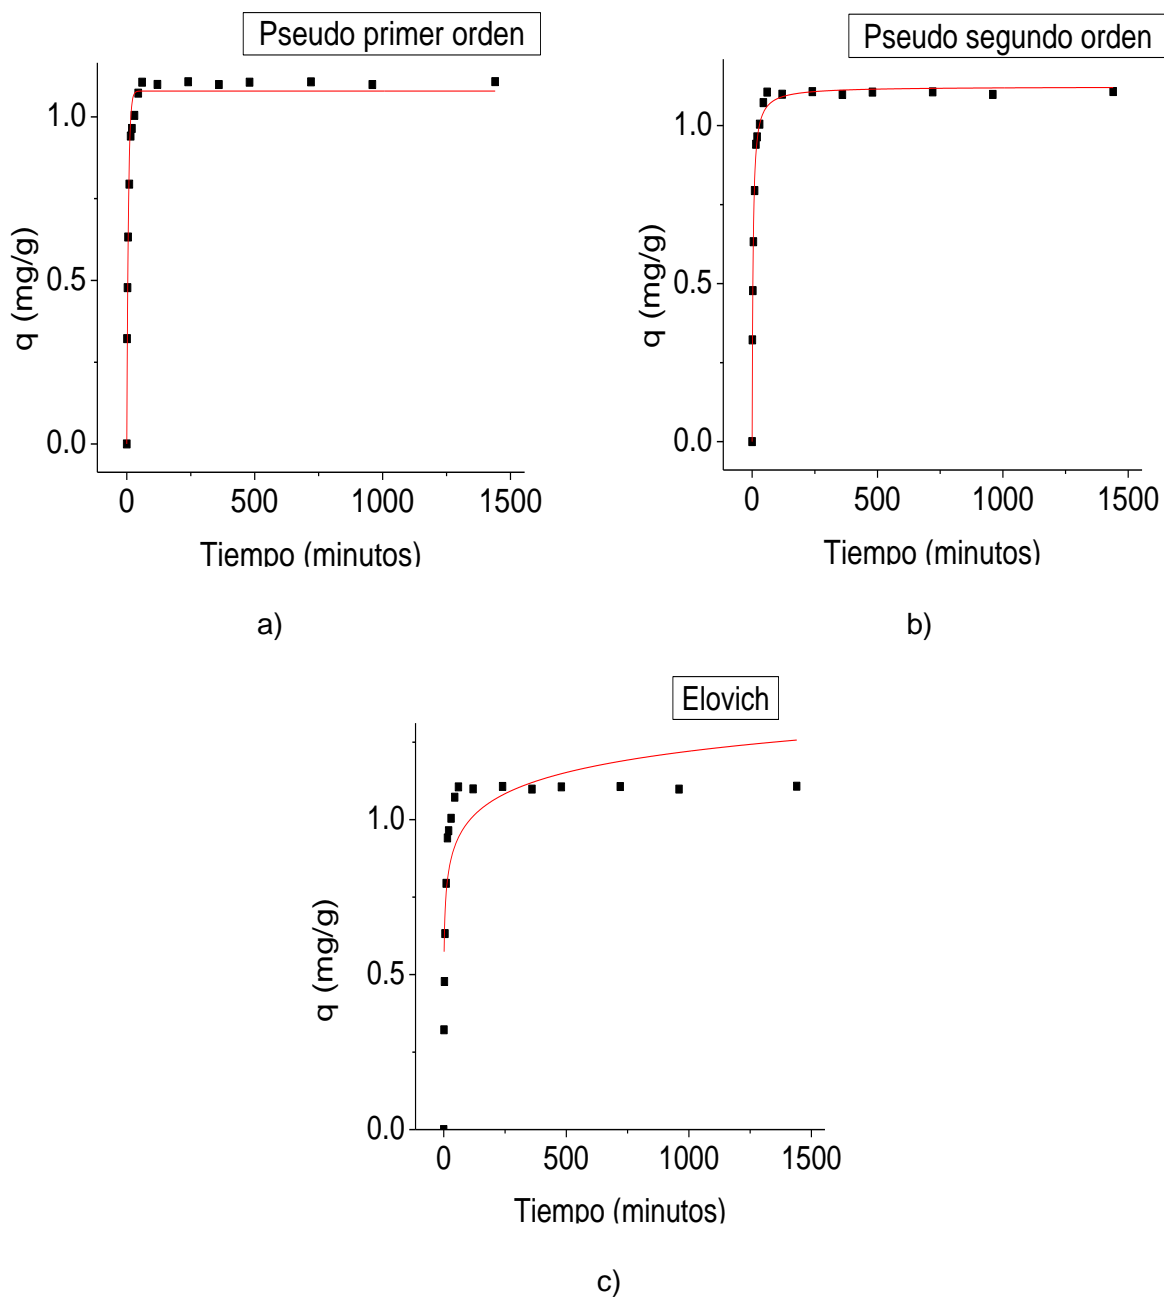 Pseudo primer orden
1.0
0.5
0.0
q (mg/g)
0 500 1000 1500
Tiempo (minutos)
a)
Pseudo segundo orden
1.0
0.5
0.0
q (mg/g)
0 500 1000 1500
Tiempo (minutos)
b)
Elovich
1.0
0.5
0.0
q (mg/g)
0 500 1000 1500
Tiempo (minutos)
c)